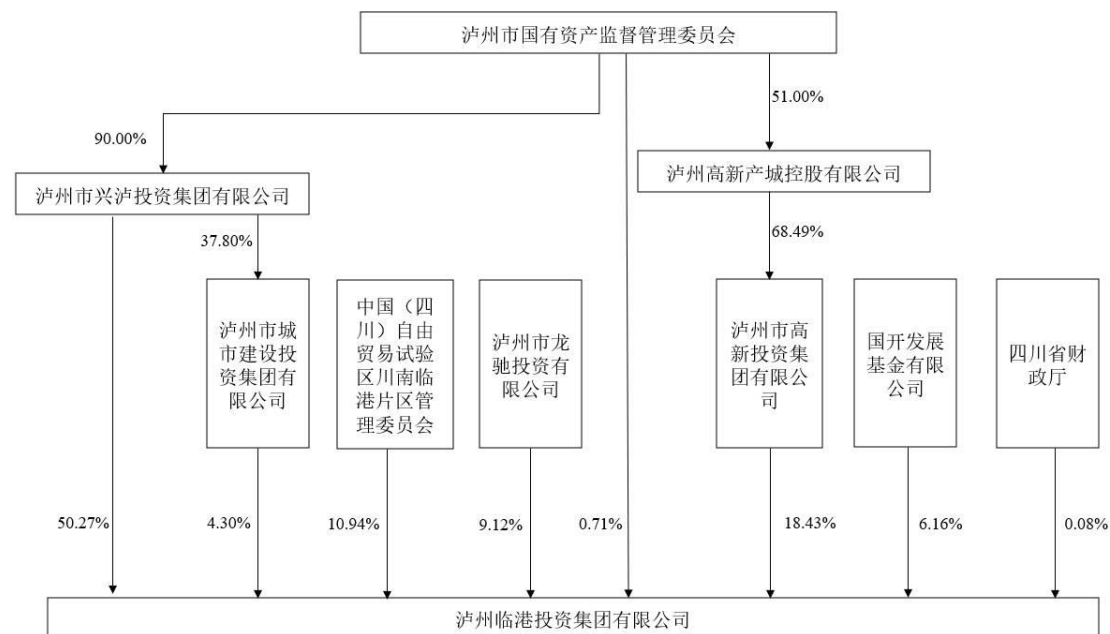 泸州市国有资产监督管理委员会
51.00%
90.00%
泸州高新产城控股有限公司
泸州市兴泸投资集团有限公司
37.80%
68.49%
泸州市城
市建设投
资集团有
限公司
中国（四
川）自由
贸易试验
区川南临
港片区管
理委员会
泸州市龙
驰投资有
限公司
泸州市高
新投资集
团有限公
司
国开发展
基金有限
公司
四川省财
政厅
50.27%
4.30%
10.94%
9.12%
0.71%
18.43%
6.16%
0.08%
泸州临港投资集团有限公司